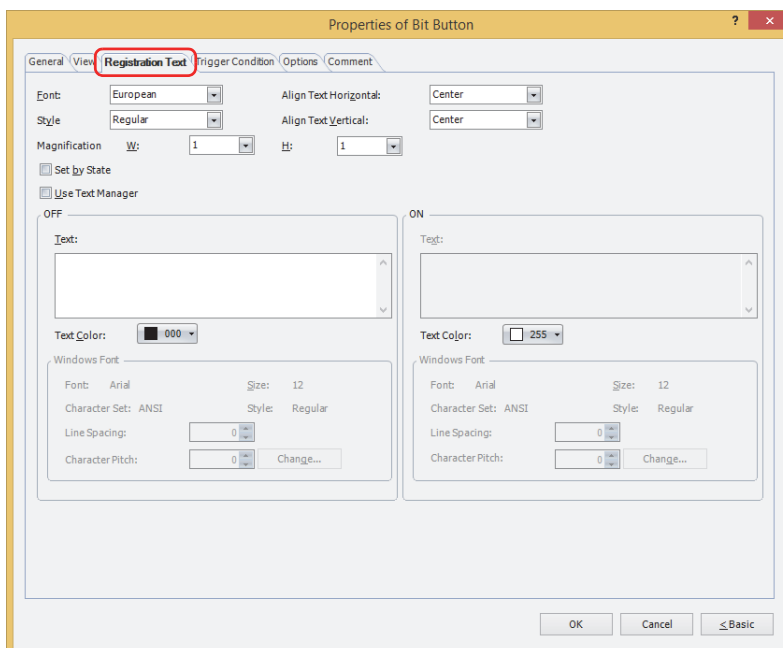 Properties of Bit Button
? ×
General View Registration Text Trigger Condition Options Comment
Font: European Align Text Horizontal: Center
Style Regular Align Text Vertical: Center
Magnification W: 1 H: 1
Set by State
Use Text Manager
OFF ON
Text: Text:
Text Color: 000 Text Color: 255
Windows Font Windows Font
Font: Arial Size: 12 Font: Arial Size: 12
Character Set: ANSI Style: Regular Character Set: ANSI Style: Regular
Line Spacing: 0 Line Spacing: 0
Character Pitch: 0 Change... Character Pitch: 0 Change...
OK Cancel < Basic